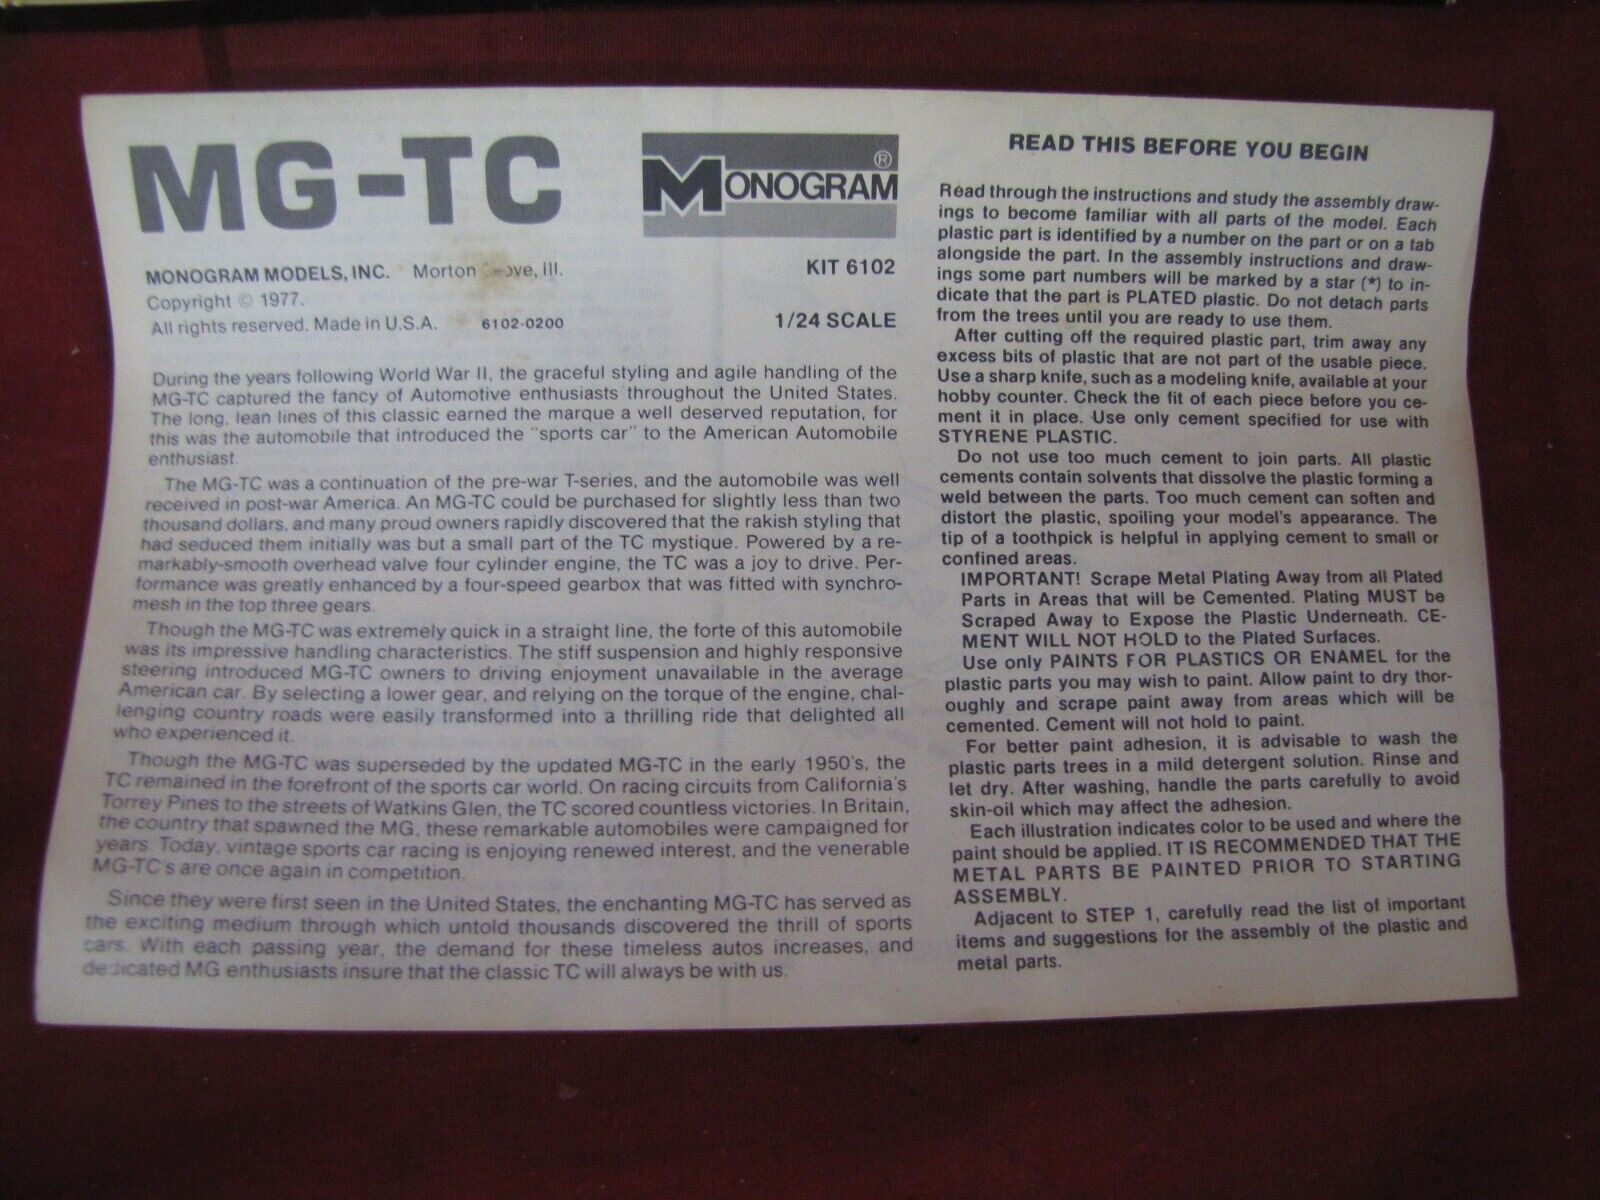 MG-TC
MONOGRAM®
MONOGRAM MODELS, INC. Morton Ill.
KIT 6102
Copyright © 1977.
All rights reserved. Made in U.S.A. 6102-0200
1/24 SCALE
During the years following World War II, the graceful styling and agile handling of the
MG-TC captured the fancy of Automotive enthusiasts throughout the United States.
The long, lean lines of this classic earned the marque a well deserved reputation, for
this was the automobile that introduced the "sports car" to the American Automobile
enthusiast.
The MG-TC was a continuation of the pre-war T-series, and the automobile was well
received in post-war America. An MG-TC could be purchased for slightly less than two
thousand dollars, and many proud owners rapidly discovered that the rakish styling that
had seduced them initially was but a small part of the TC mystique. Powered by a re-
markably-smooth overhead valve four cylinder engine, the TC was a joy to drive. Per-
formance was greatly enhanced by a four-speed gearbox that was fitted with synchro-
mesh in the top three gears.
Though the MG-TC was extremely quick in a straight line, the forte of this automobile
was its impressive handling characteristics. The stiff suspension and highly responsive
steering introduced MG-TC owners to driving enjoyment unavailable in the average
American car. By selecting a lower gear, and relying on the torque of the engine, chal-
lenging country roads were easily transformed into a thrilling ride that delighted all
who experienced it.
Though the MG-TC was superseded by the updated MG-TC in the early 1950's, the
TC remained in the forefront of the sports car world. On racing circuits from California's
Torrey Pines to the streets of Watkins Glen, the TC scored countless victories. In Britain,
the country that spawned the MG, these remarkable automobiles were campaigned for
years. Today, vintage sports car racing is enjoying renewed interest, and the venerable
MG-TC's are once again in competition.
Since they were first seen in the United States, the enchanting MG-TC has served as
the exciting medium through which untold thousands discovered the thrill of sports
cars. With each passing year, the demand for these timeless autos increases, and
dedicated MG enthusiasts insure that the classic TC will always be with us.
READ THIS BEFORE YOU BEGIN
Read through the instructions and study the assembly draw-
ings to become familiar with all parts of the model. Each
plastic part is identified by a number on the part or on a tab
alongside the part. In the assembly instructions and draw-
ings some part numbers will be marked by a star (*) to in-
dicate that the part is PLATED plastic. Do not detach parts
from the trees until you are ready to use them.
After cutting off the required plastic part, trim away any
excess bits of plastic that are not part of the usable piece.
Use a sharp knife, such as a modeling knife, available at your
hobby counter. Check the fit of each piece before you ce-
ment it in place. Use only cement specified for use with
STYRENE PLASTIC.
Do not use too much cement to join parts. All plastic
cements contain solvents that dissolve the plastic forming a
weld between the parts. Too much cement can soften and
distort the plastic, spoiling your model's appearance. The
tip of a toothpick is helpful in applying cement to small or
confined areas.
IMPORTANT! Scrape Metal Plating Away from all Plated
Parts in Areas that will be Cemented. Plating MUST be
Scraped Away to Expose the Plastic Underneath. CE-
MENT WILL NOT HOLD to the Plated Surfaces.
Use only PAINTS FOR PLASTICS OR ENAMEL for the
plastic parts you may wish to paint. Allow paint to dry thor-
oughly and scrape paint away from areas which will be
cemented. Cement will not hold to paint.
For better paint adhesion, it is advisable to wash the
plastic parts trees in a mild detergent solution. Rinse and
let dry. After washing, handle the parts carefully to avoid
skin-oil which may affect the adhesion.
Each illustration indicates color to be used and where the
paint should be applied. IT IS RECOMMENDED THAT THE
METAL PARTS BE PAINTED PRIOR TO STARTING
ASSEMBLY.
Adjacent to STEP 1, carefully read the list of important
items and suggestions for the assembly of the plastic and
metal parts.